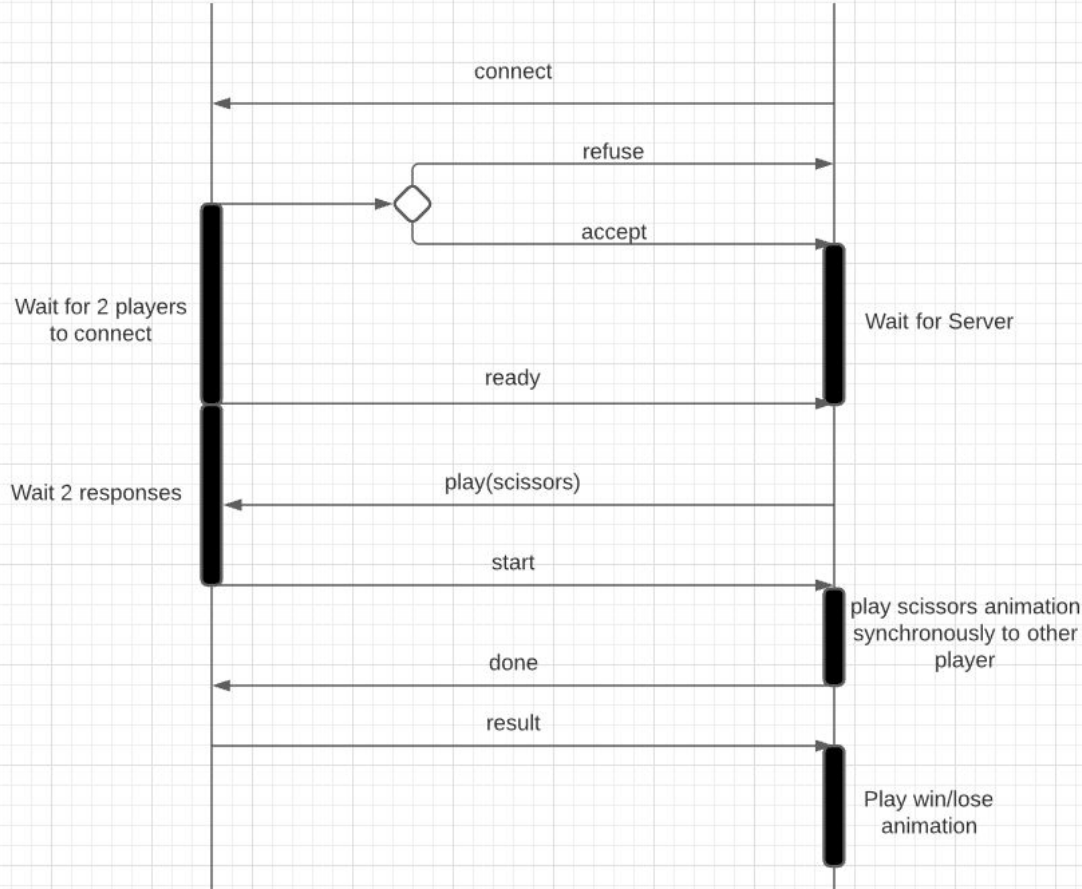 connect
refuse
accept
Wait for 2 players
to connect
Wait for Server
ready
play(scissors)
Wait 2 responses
start
play scissors animation
synchronously to other
player
done
result
Play win/lose
animation